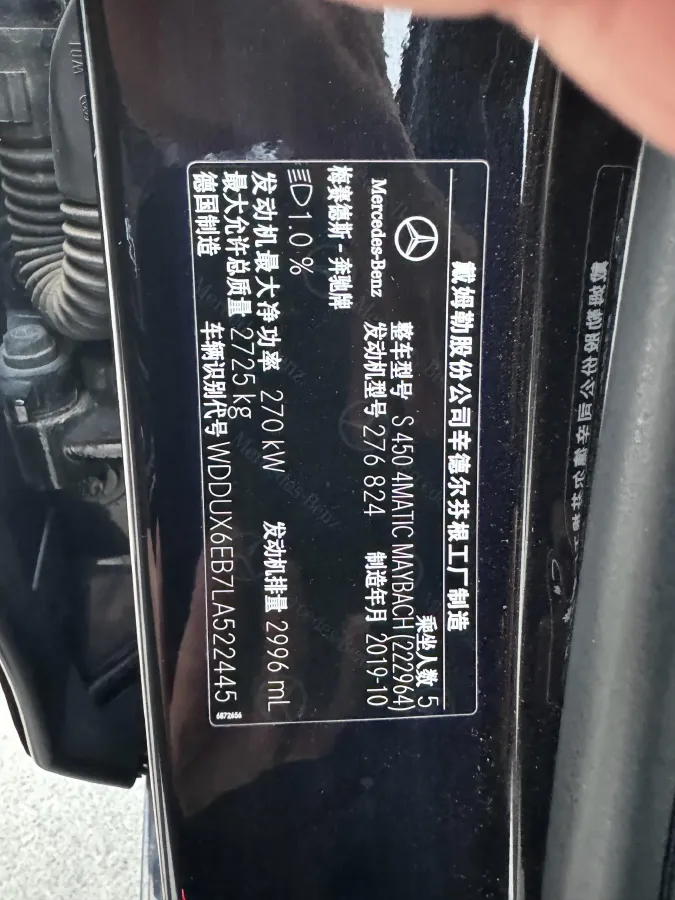 戴姆勒股份公司辛德尔芬根工厂制造
Mercedes-Benz
梅赛德斯-奔驰牌
乘坐人数 5
整车型号 S 450 4MATIC MAYBACH (222964)
发动机型号 276 824 制造年月 2019-10
1.0 %
发动机最大净功率 270 kW 发动机排量 2996 mL
最大允许总质量 2725 kg
德国制造 车辆识别代号 WDDUX6EB7LA522445
6872656